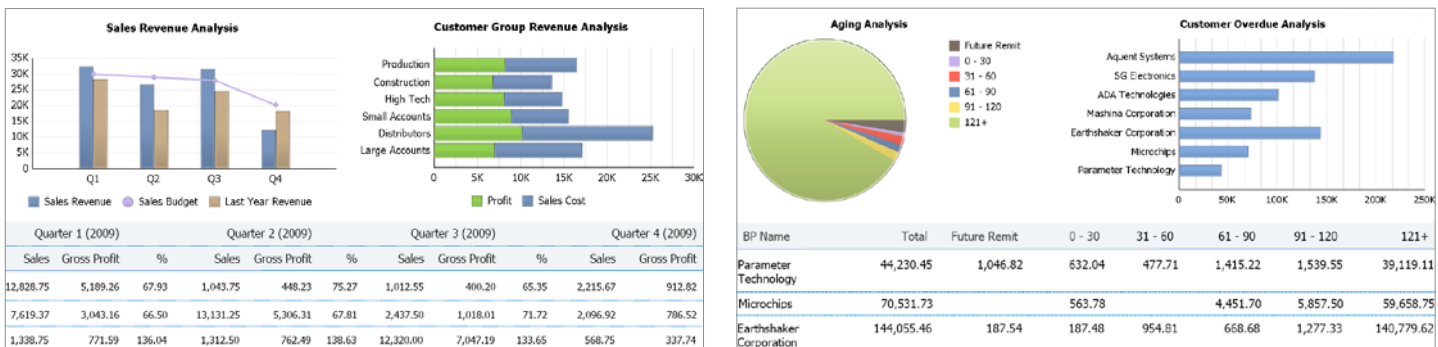 Sales Revenue Analysis
35K
30K
25K
20K
15K
10K
5K
0
Q1 Q2 Q3 Q4
Sales Revenue Sales Budget Last Year Revenue
Customer Group Revenue Analysis
Production
Construction
High Tech
Small Accounts
Distributors
Large Accounts
0 5K 10K 15K 20K 25K 30K
Profit Sales Cost
Quarter 1 (2009) Quarter 2 (2009) Quarter 3 (2009) Quarter 4 (2009)
Sales Gross Profit % Sales Gross Profit % Sales Gross Profit % Sales Gross Profit
12,828.75 5,189.26 67.93 1,043.75 448.23 75.27 1,012.55 400.20 65.35 2,215.67 912.82
7,619.37 3,043.16 66.50 13,131.25 5,306.31 67.81 2,437.50 1,018.01 71.72 2,096.92 786.52
1,338.75 771.59 136.04 1,312.50 762.49 138.63 12,320.00 7,047.19 133.65 568.75 337.74
Aging Analysis
Future Remit
0 - 30
31 - 60
61 - 90
91 - 120
121+
Customer Overdue Analysis
Aquent Systems
SG Electronics
ADA Technologies
Mashina Corporation
Earthshaker Corporation
Microchips
Parameter Technology
0 50K 100K 150K 200K 250K
BP Name Total Future Remit 0 - 30 31 - 60 61 - 90 91 - 120 121+
Parameter Technology 44,230.45 1,046.82 632.04 477.71 1,415.22 1,539.55 39,119.11
Microchips 70,531.73 563.78 4,451.70 5,857.50 59,658.75
Earthshaker Corporation 144,055.46 187.54 187.48 954.81 668.68 1,277.33 140,779.62